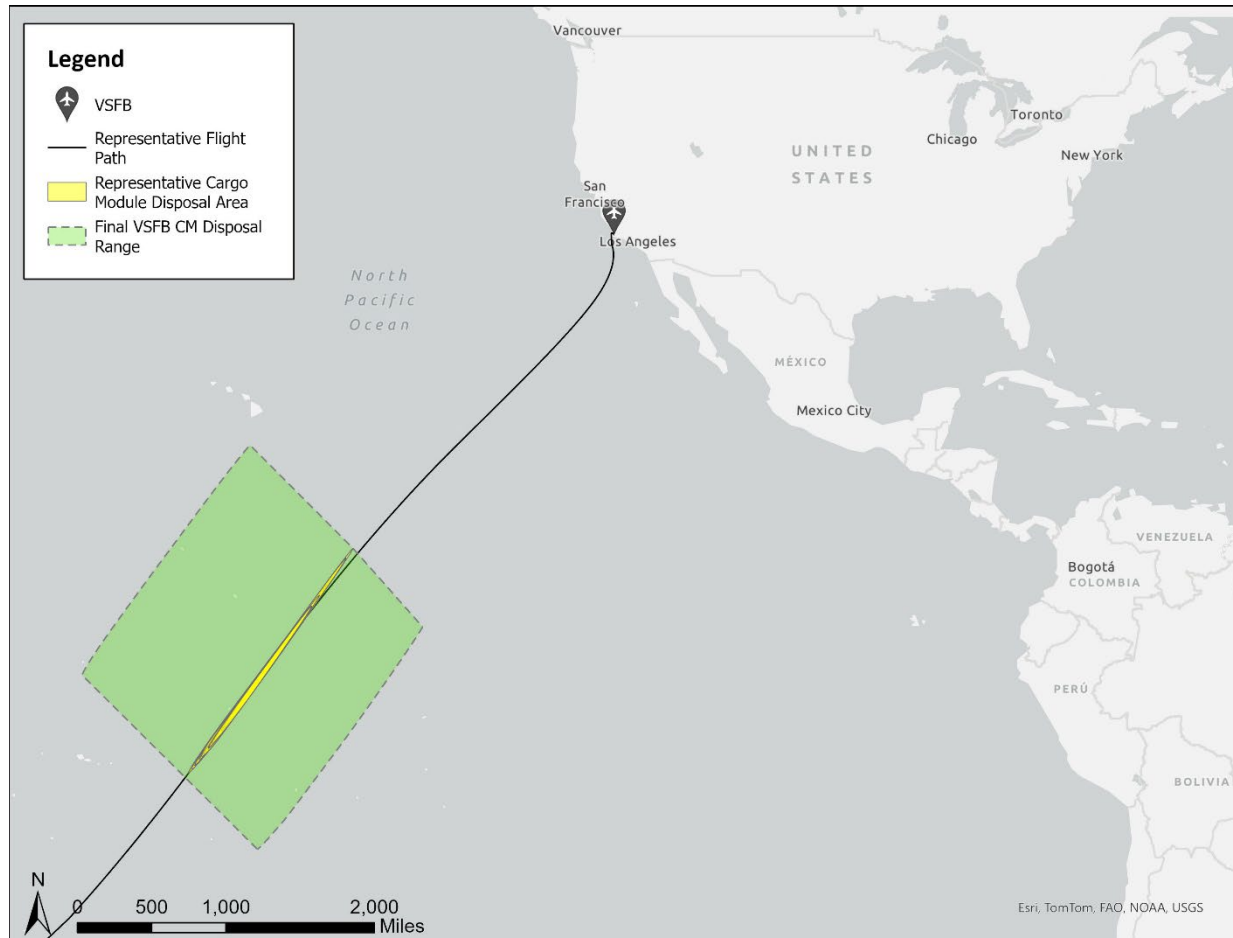 Legend
VSFB
Representative Flight
Path
Representative Cargo
Module Disposal Area
Final VSFB CM Disposal
Range
Vancouver
Toronto
Chicago
New York
UNITED
STATES
San
Francisco
Los Angeles
North
Pacific
Ocean
MÉXICO
Mexico City
VENEZUELA
Bogotá
COLOMBIA
PERÚ
BOLIVIA
N
0 500 1,000 2,000
Miles
Esri, TomTom, FAO, NOAA, USGS